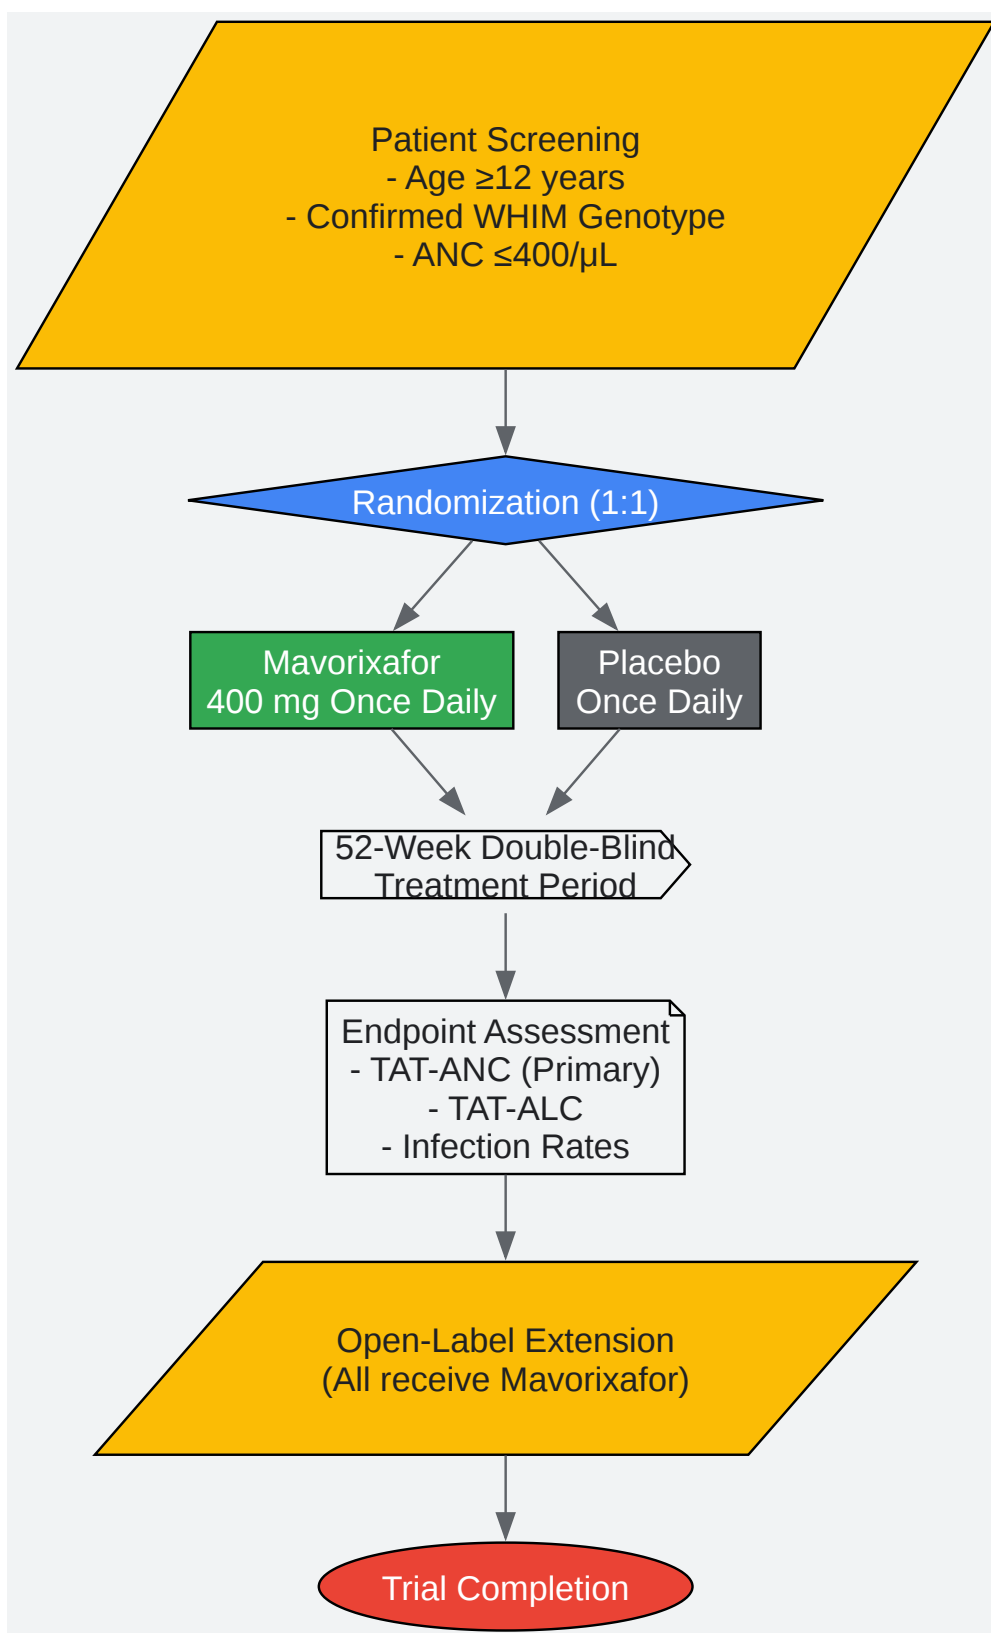 Patient Screening
- Age ≥12 years
- Confirmed WHIM Genotype
- ANC ≤400/μL
Randomization (1:1)
Mavorixafor
400 mg Once Daily
Placebo
Once Daily
52-Week Double-Blind
Treatment Period
Endpoint Assessment
- TAT-ANC (Primary)
- TAT-ALC
- Infection Rates
Open-Label Extension
(All receive Mavorixafor)
Trial Completion